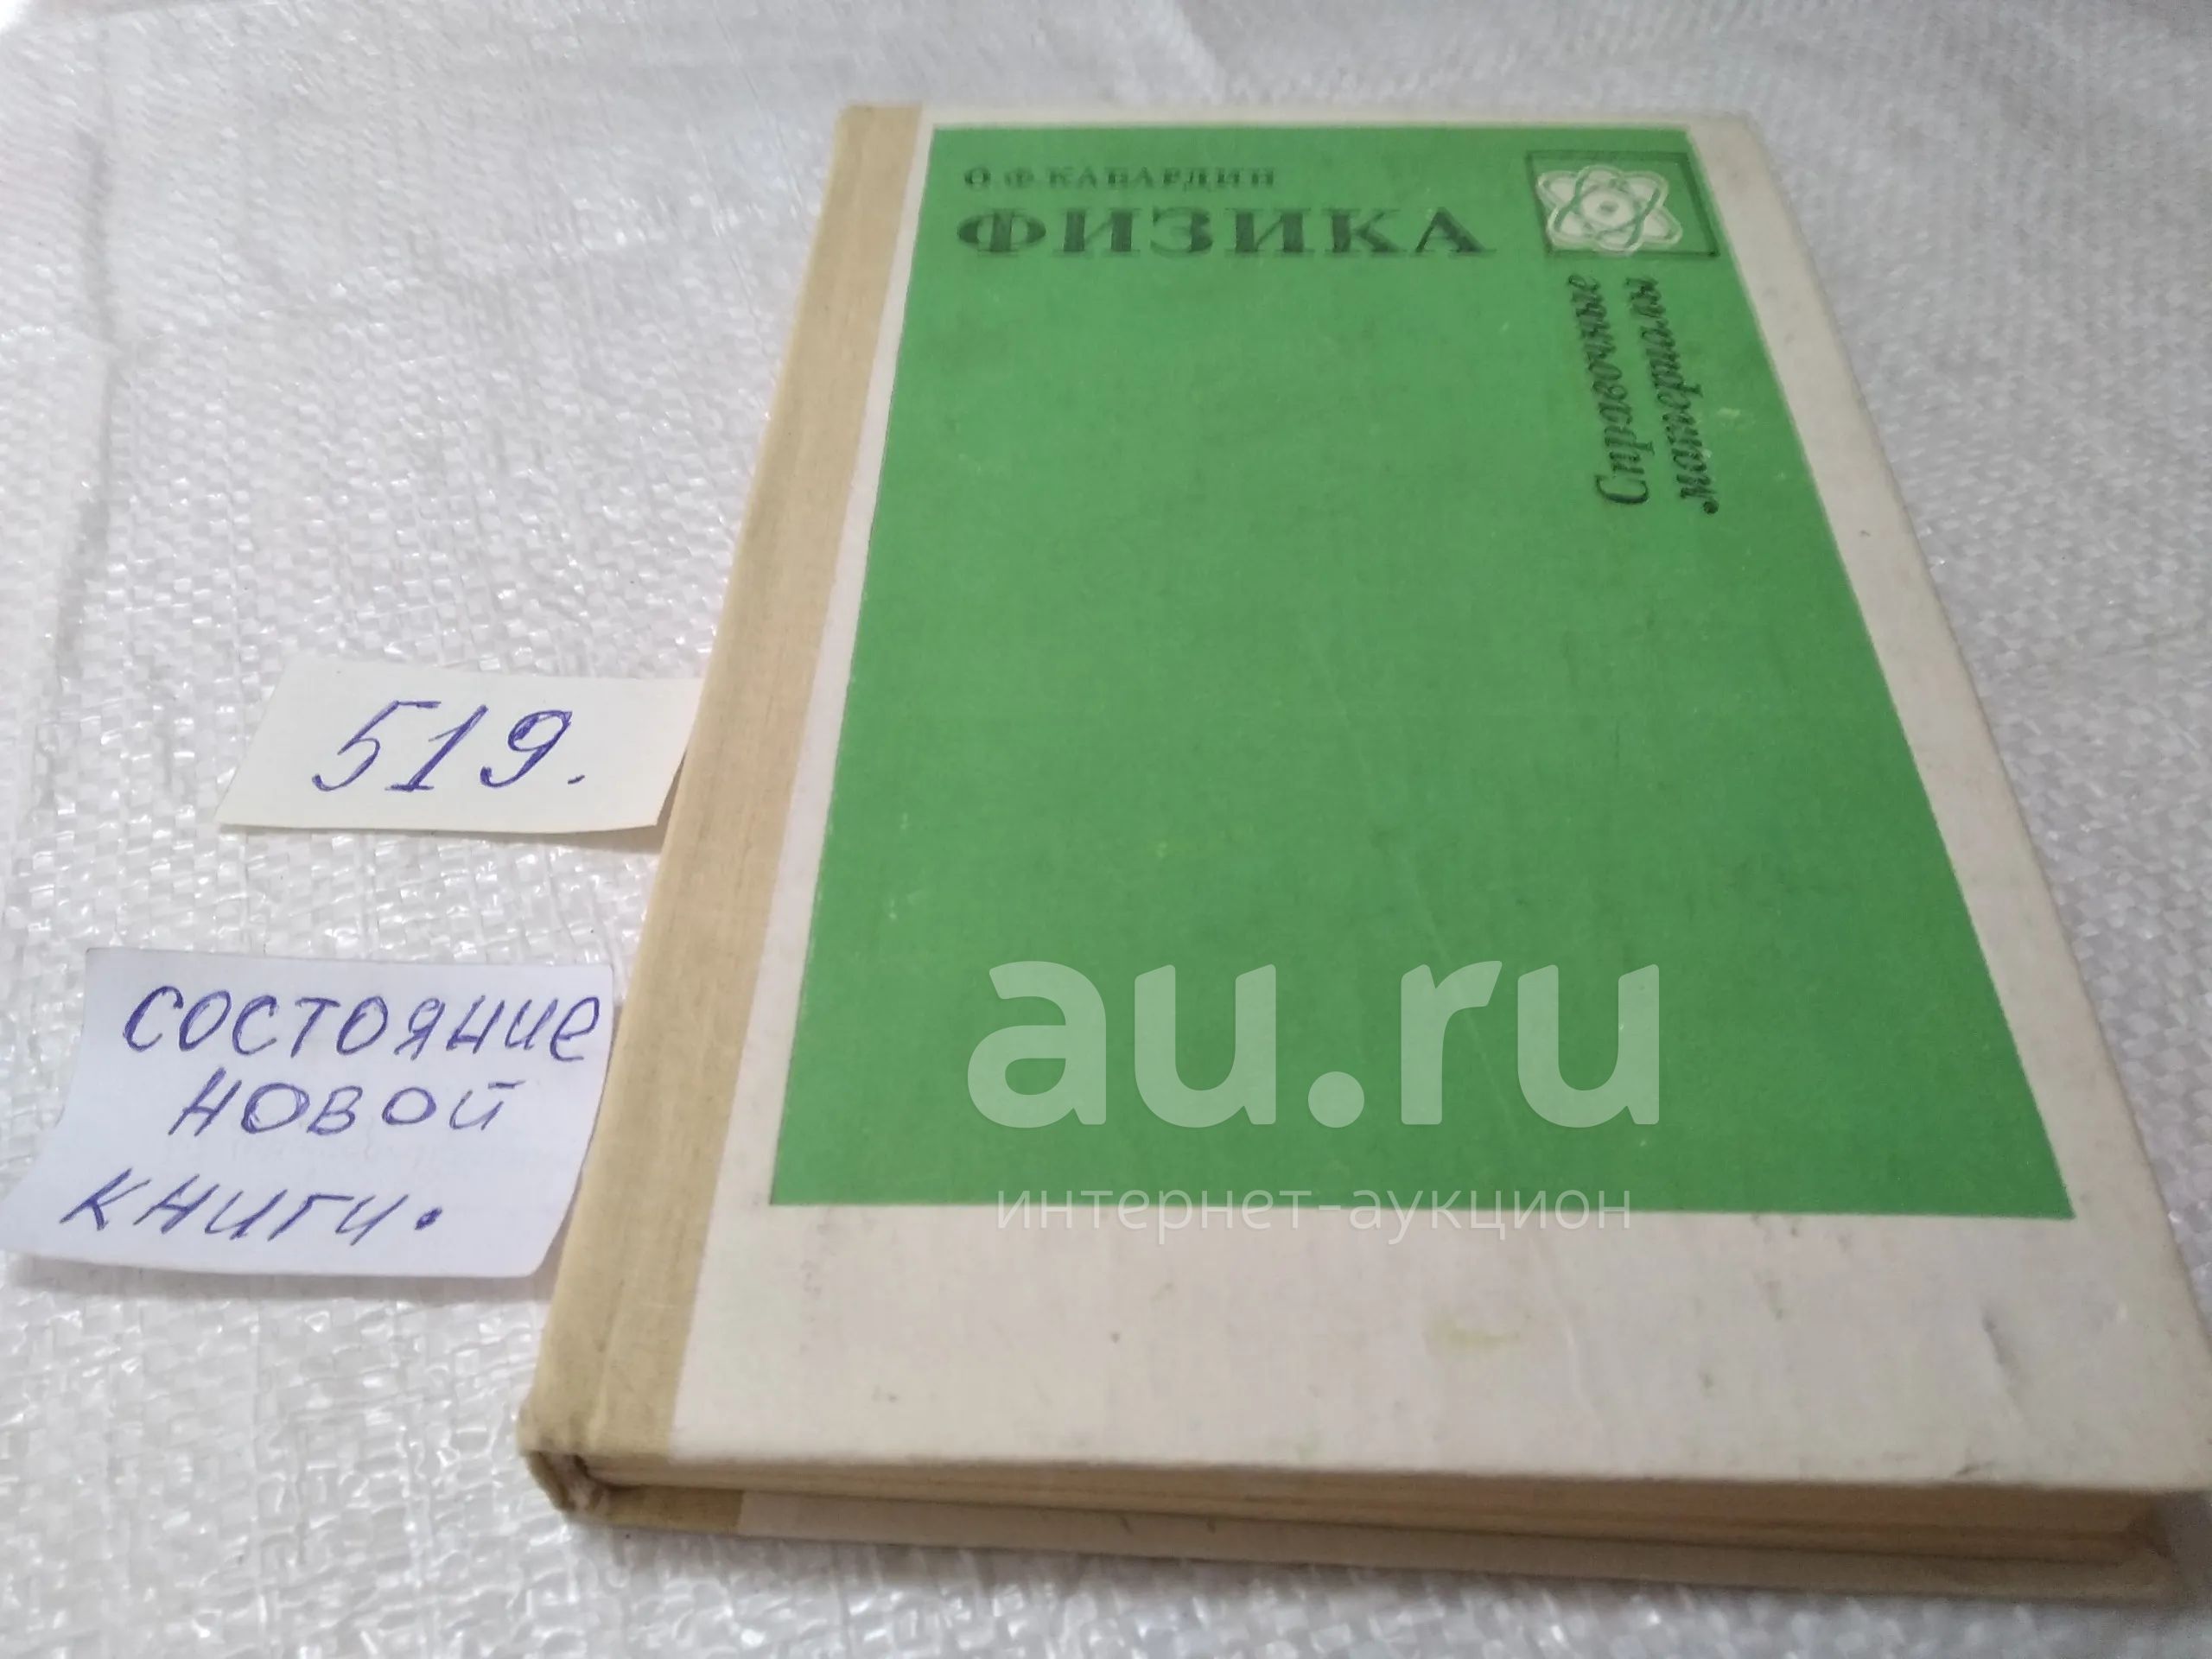 О.Ф.КАБАРДИН
ФИЗИКА
Справочные
материалы
519.
СОСТОЯНИЕ
НОВОЙ
КНИГИ.
au.ru
интернет-аукцион